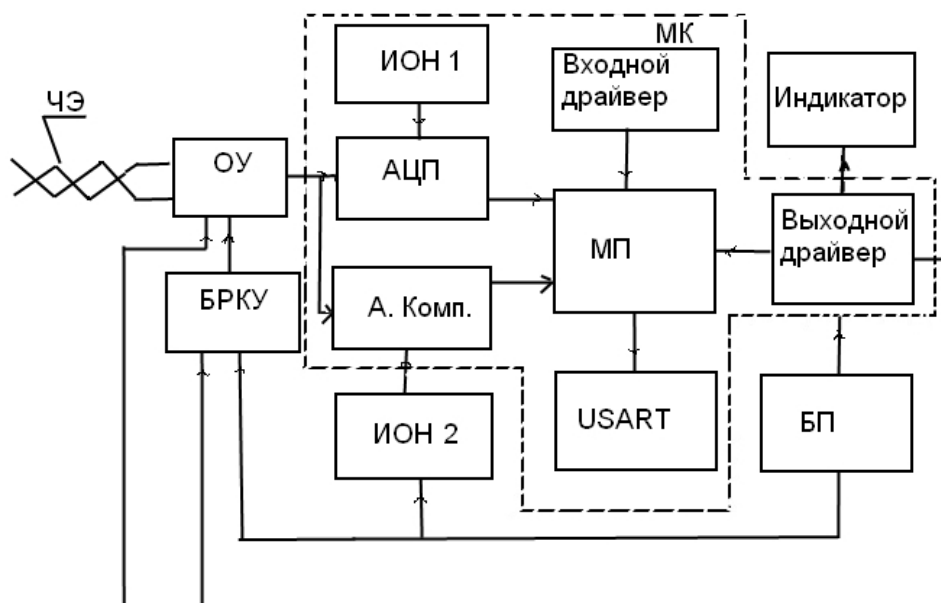 МК
ИОН 1
Входной
драйвер
Индикатор
ЧЭ
ОУ
АЦП
МП
Выходной
драйвер
БРКУ
А. Комп.
ИОН 2
USART
БП